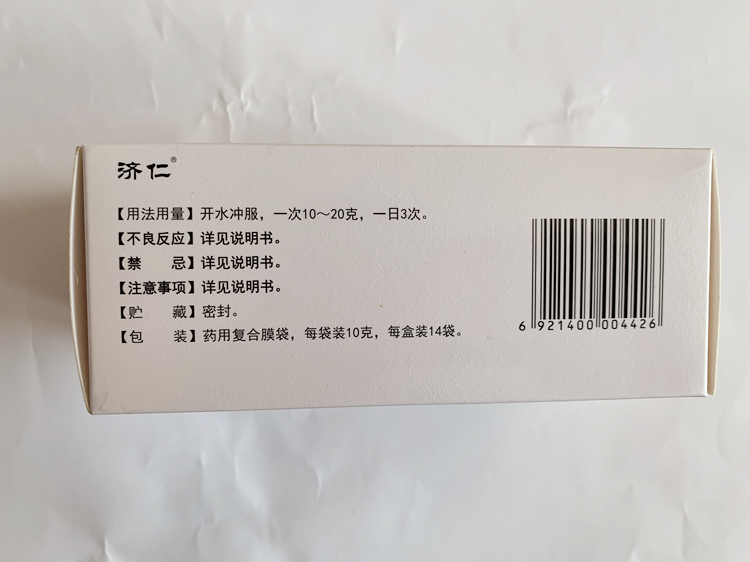 济仁®
【用法用量】开水冲服，一次10～20克，一日3次。
【不良反应】详见说明书。
【禁　　忌】详见说明书。
【注意事项】详见说明书。
【贮　　藏】密封。
【包　　装】药用复合膜袋，每袋装10克，每盒装14袋。
6 921400 004426